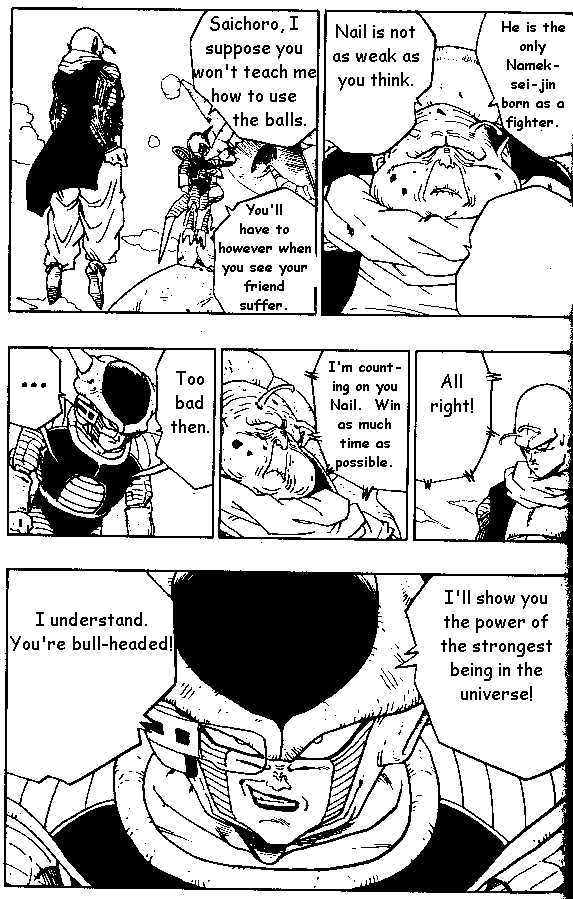 He is the
only
Namek-
sei-jin
born as a
fighter.
Nail is not
as weak as
you think.
Saichoro, I
suppose you
won't teach me
how to use
the balls.
You'll
have to
however when
you see your
friend
suffer.
All
right!
I'm count-
ing on you
Nail. Win
as much
time as
possible.
Too
bad
then.
...
I'll show you
the power of
the strongest
being in the
universe!
I understand.
You're bull-headed!